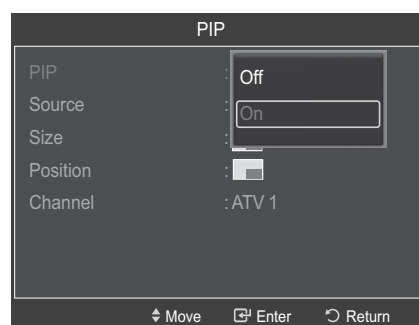 PIP
PIP : Off
Source : On
Size :
Position :
Channel : ATV 1
Move Enter Return